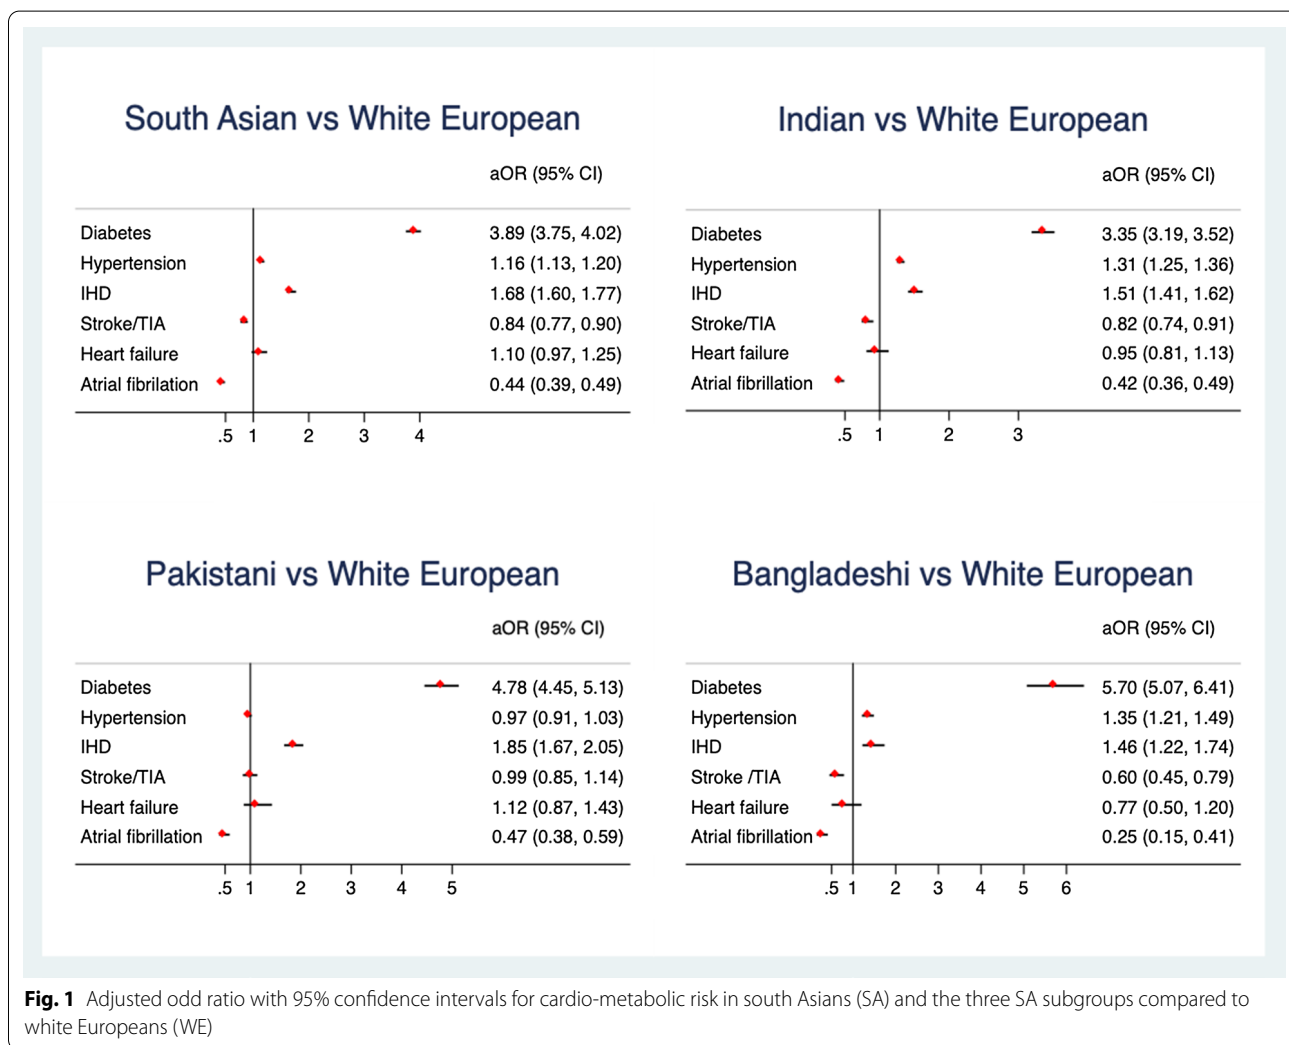 South Asian vs White European
aOR (95% CI)
Diabetes 3.89 (3.75, 4.02)
Hypertension 1.16 (1.13, 1.20)
IHD 1.68 (1.60, 1.77)
Stroke/TIA 0.84 (0.77, 0.90)
Heart failure 1.10 (0.97, 1.25)
Atrial fibrilation 0.44 (0.39, 0.49)
.5 1 2 3 4
Indian vs White European
aOR (95% CI)
Diabetes 3.35 (3.19, 3.52)
Hypertension 1.31 (1.25, 1.36)
IHD 1.51 (1.41, 1.62)
Stroke/TIA 0.82 (0.74, 0.91)
Heart failure 0.95 (0.81, 1.13)
Atrial fibrillation 0.42 (0.36, 0.49)
.5 1 2 3
Pakistani vs White European
aOR (95% CI)
Diabetes 4.78 (4.45, 5.13)
Hypertension 0.97 (0.91, 1.03)
IHD 1.85 (1.67, 2.05)
Stroke/TIA 0.99 (0.85, 1.14)
Heart failure 1.12 (0.87, 1.43)
Atrial fibrillation 0.47 (0.38, 0.59)
.5 1 2 3 4 5
Bangladeshi vs White European
aOR (95% CI)
Diabetes 5.70 (5.07, 6.41)
Hypertension 1.35 (1.21, 1.49)
IHD 1.46 (1.22, 1.74)
Stroke /TIA 0.60 (0.45, 0.79)
Heart failure 0.77 (0.50, 1.20)
Atrial fibrillation 0.25 (0.15, 0.41)
.5 1 2 3 4 5 6
Fig. 1 Adjusted odd ratio with 95% confidence intervals for cardio-metabolic risk in south Asians (SA) and the three SA subgroups compared to
white Europeans (WE)